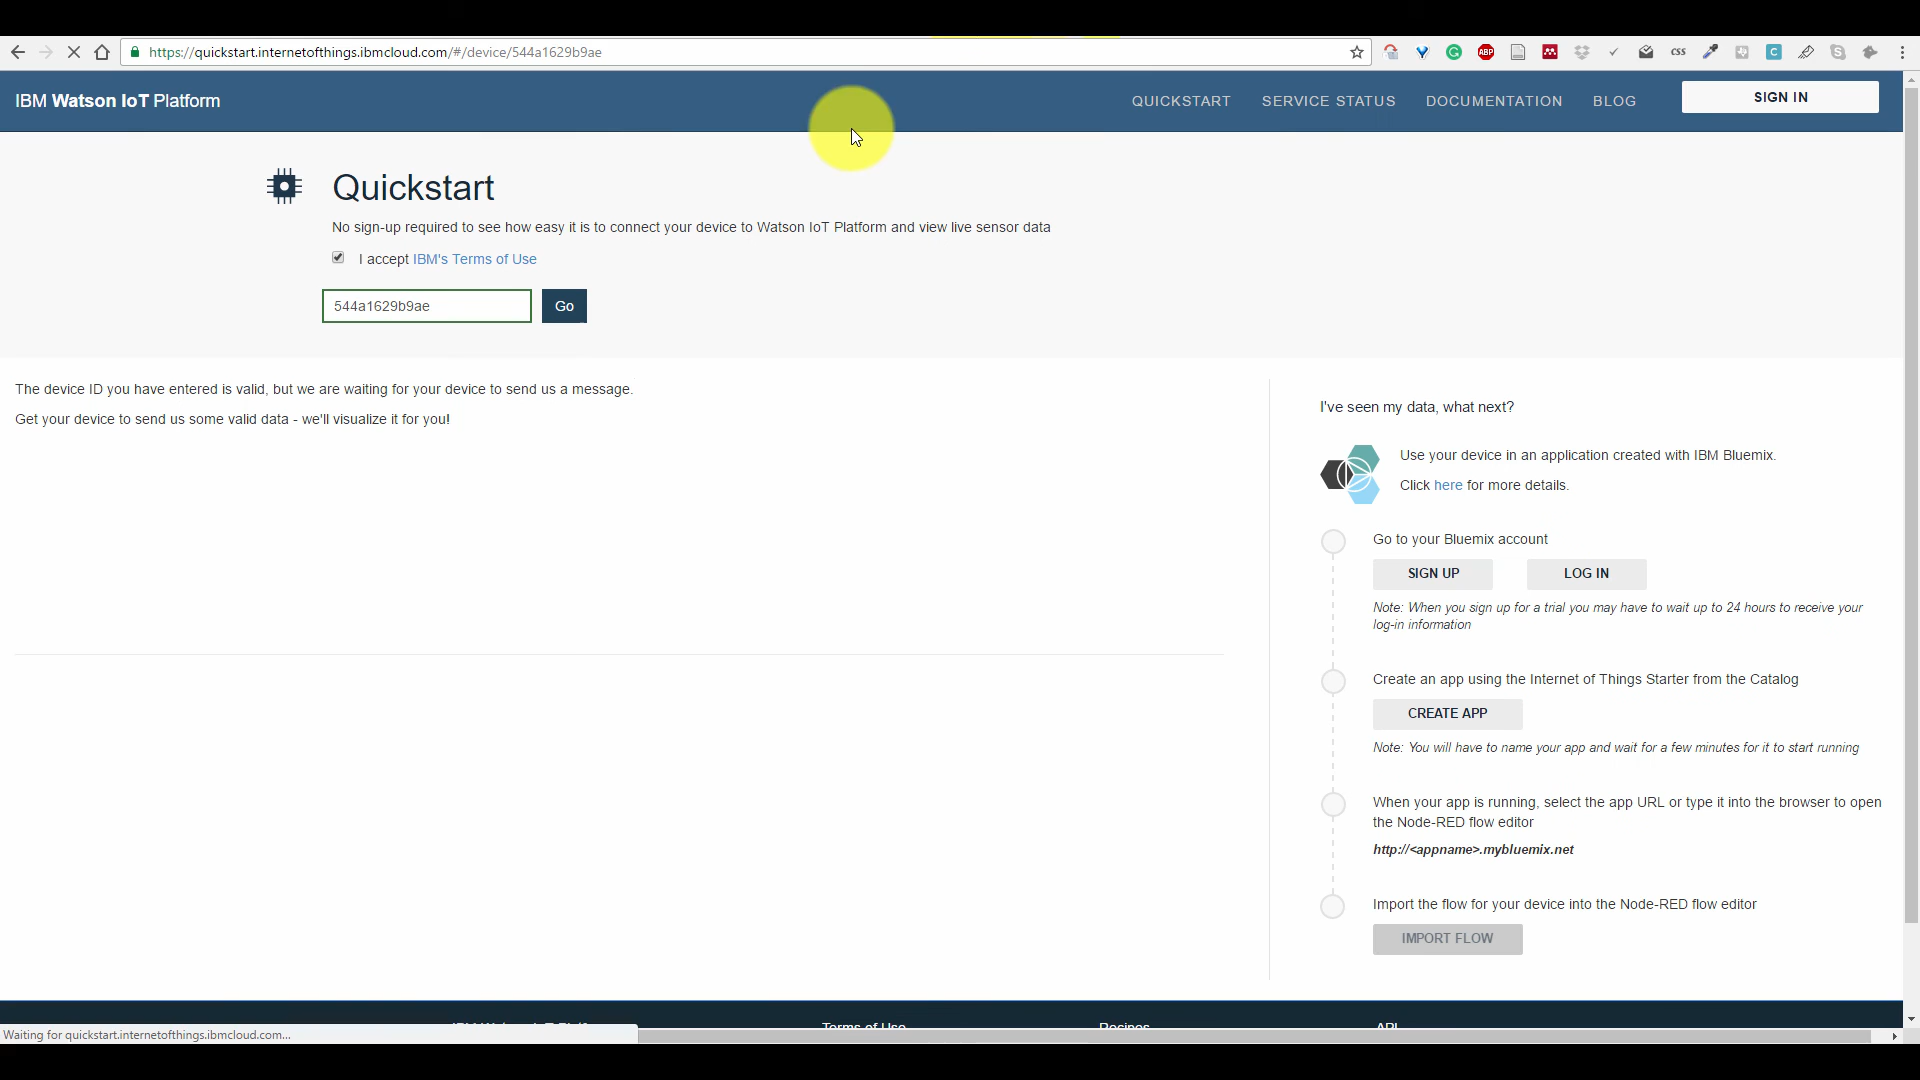 https://quickstart.internetofthings.ibmcloud.com/#/device/544a1629b9ae
ABP
css
C
IBM Watson IoT Platform
QUICKSTART
SERVICE STATUS
DOCUMENTATION
BLOG
SIGN IN
Quickstart
No sign-up required to see how easy it is to connect your device to Watson IoT Platform and view live sensor data
I accept IBM's Terms of Use
544a1629b9ae
Go
The device ID you have entered is valid, but we are waiting for your device to send us a message.
Get your device to send us some valid data - we'll visualize it for you!
I've seen my data, what next?
Use your device in an application created with IBM Bluemix.
Click here for more details.
Go to your Bluemix account
SIGN UP
LOG IN
Note: When you sign up for a trial you may have to wait up to 24 hours to receive your
log-in information
Create an app using the Internet of Things Starter from the Catalog
CREATE APP
Note: You will have to name your app and wait for a few minutes for it to start running
When your app is running, select the app URL or type it into the browser to open
the Node-RED flow editor
http://<appname>.mybluemix.net
Import the flow for your device into the Node-RED flow editor
IMPORT FLOW
Terms of Use
Recipes
API
Waiting for quickstart.internetofthings.ibmcloud.com...